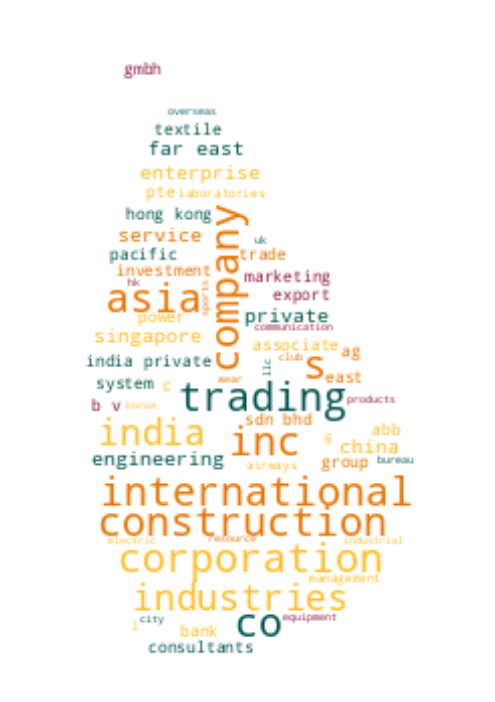 gmbh
overseas
textile
far east
enterprise
pte laboratories
hong kong
company
service
uk
pacific
trade
investment
marketing
hk
sports
export
asia
power
private
communication
singapore
associate
ag
india private
club
s
llc
east
system
c
wear
trading
products
b v
korea
sdn bhd
india
inc
abb
g
china
engineering
airways
group
bureau
international
construction
electric
resource
industrial
corporation
management
industries
city
co
equipment
l
bank
consultants